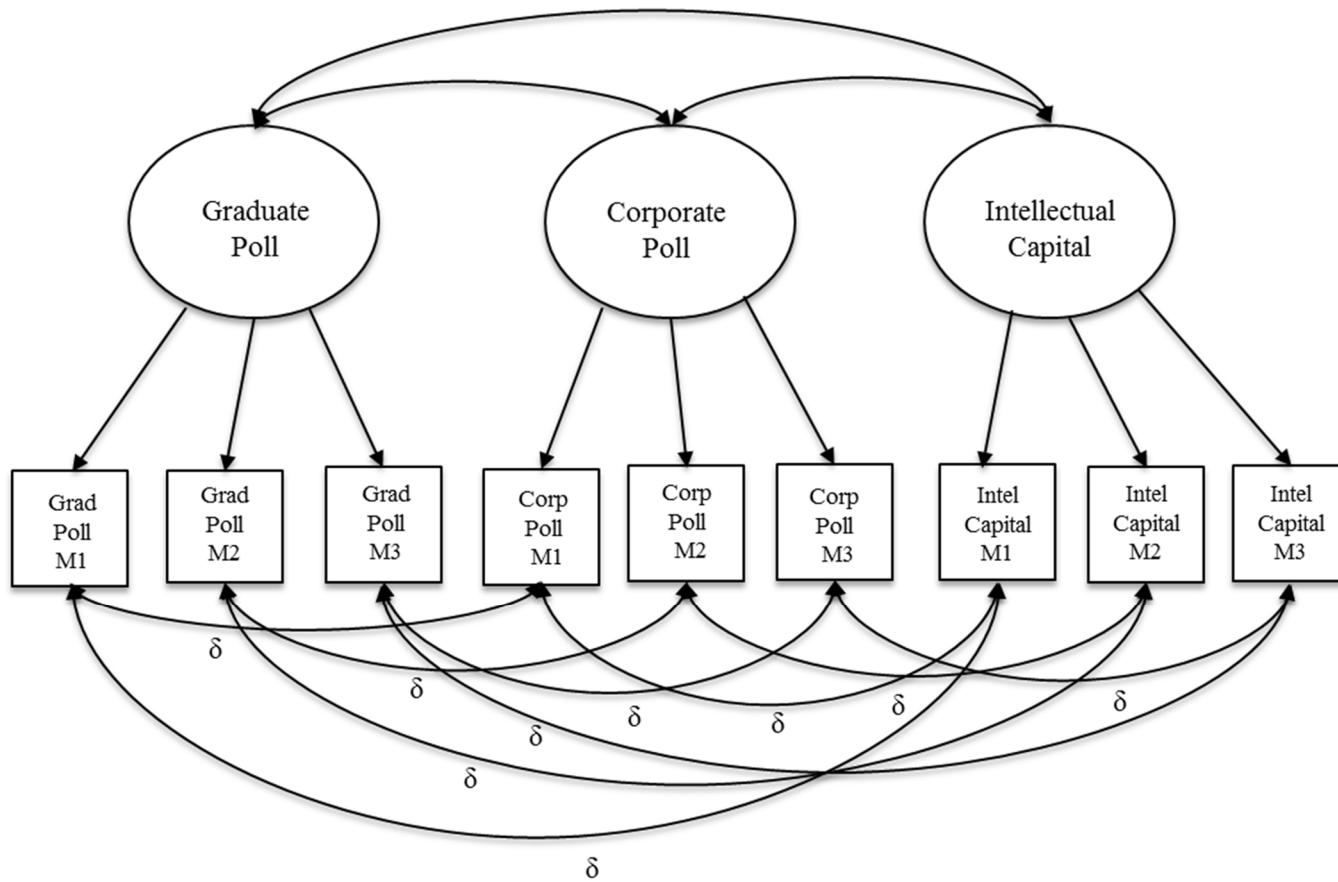 Graduate
Poll
Corporate
Poll
Intellectual
Capital
Grad
Poll
M1
Grad
Poll
M2
Grad
Poll
M3
Corp
Poll
M1
Corp
Poll
M2
Corp
Poll
M3
Intel
Capital
M1
Intel
Capital
M2
Intel
Capital
M3
δ
δ
δ
δ
δ
δ
δ
δ
δ